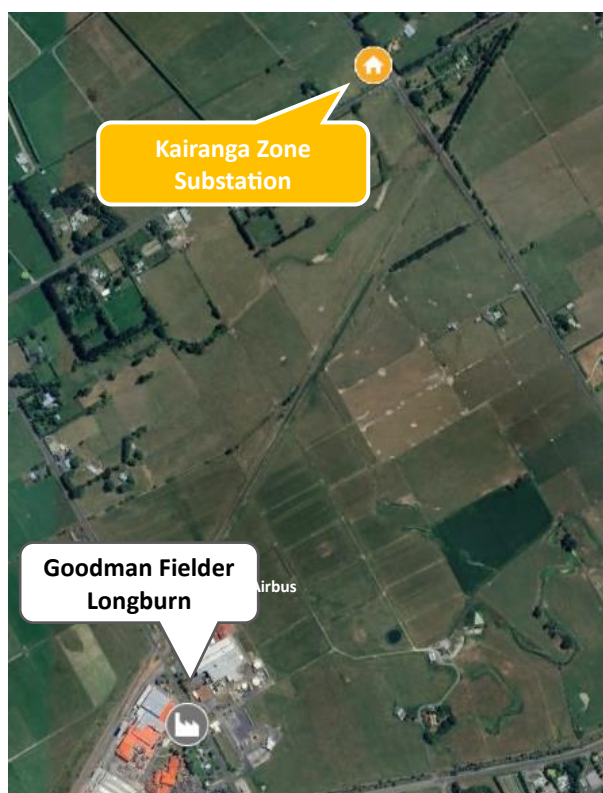 Kairanga Zone
Substation
Goodman Fielder
Longburn
Airbus